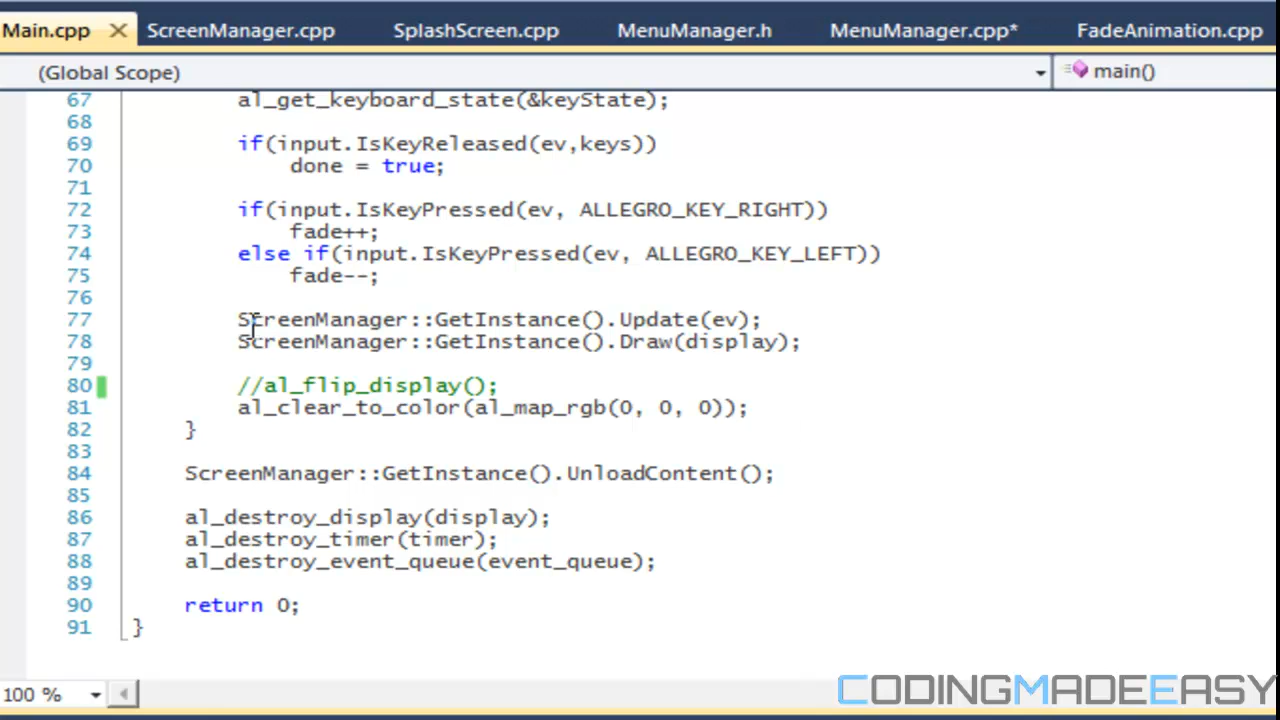 Main.cpp ScreenManager.cpp SplashScreen.cpp MenuManager.h MenuManager.cpp* FadeAnimation.cpp
(Global Scope) main()
67 al_get_keyboard_state(&keyState);
68
69 if(input.IsKeyReleased(ev,keys))
70 done = true;
71
72 if(input.IsKeyPressed(ev, ALLEGRO_KEY_RIGHT))
73 fade++;
74 else if(input.IsKeyPressed(ev, ALLEGRO_KEY_LEFT))
75 fade--;
76
77 ScreenManager::GetInstance().Update(ev);
78 ScreenManager::GetInstance().Draw(display);
79
80 //al_flip_display();
81 al_clear_to_color(al_map_rgb(0, 0, 0));
82 }
83
84 ScreenManager::GetInstance().UnloadContent();
85
86 al_destroy_display(display);
87 al_destroy_timer(timer);
88 al_destroy_event_queue(event_queue);
89
90 return 0;
91 }
100 %
CODINGMADEEASY